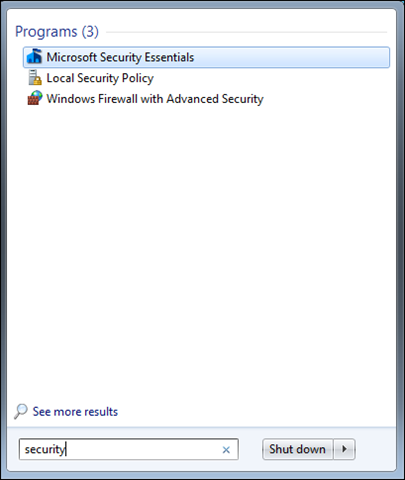 Programs (3)
Microsoft Security Essentials
Local Security Policy
Windows Firewall with Advanced Security
See more results
security
Shut down